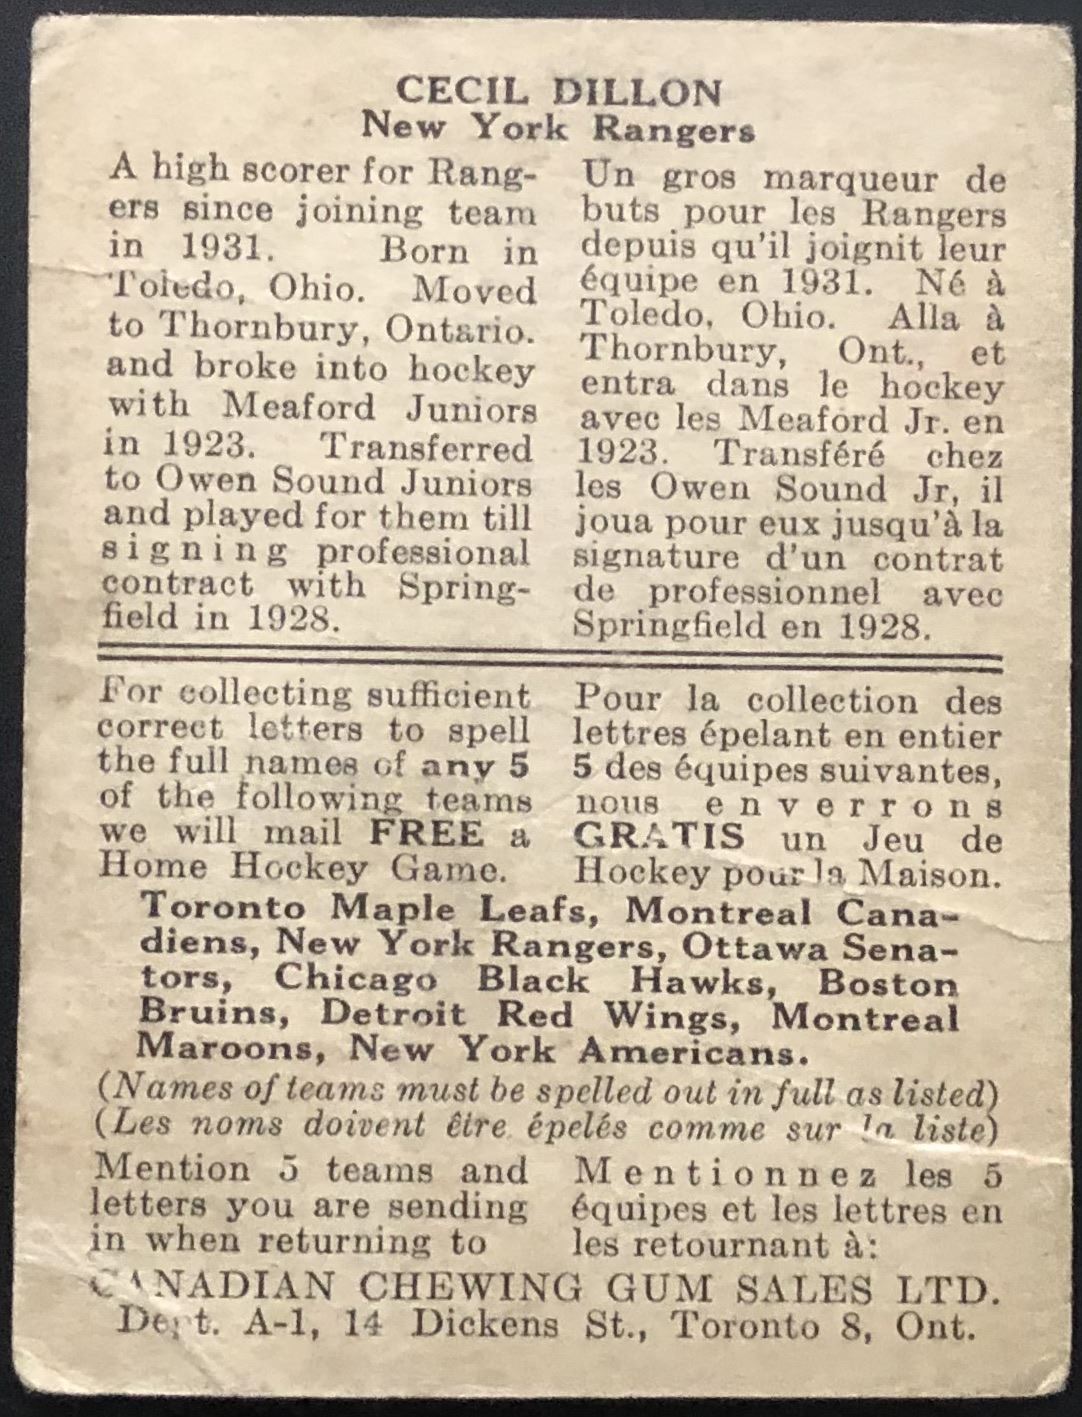 CECIL DILLON
New York Rangers
A high scorer for Rang-
ers since joining team
in 1931. Born in
Toledo, Ohio. Moved
to Thornbury, Ontario.
and broke into hockey
with Meaford Juniors
in 1923. Transferred
to Owen Sound Juniors
and played for them till
signing professional
contract with Spring-
field in 1928.
Un gros marqueur de
buts pour les Rangers
depuis qu'il joignit leur
équipe en 1931. Né à
Toledo, Ohio. Alla à
Thornbury, Ont., et
entra dans le hockey
avec les Meaford Jr. en
1923. Transféré chez
les Owen Sound Jr, il
joua pour eux jusqu'à la
signature d'un contrat
de professionnel avec
Springfield en 1928.
For collecting sufficient
correct letters to spell
the full names of any 5
of the following teams
we will mail FREE a
Home Hockey Game.
Pour la collection des
lettres épelant en entier
5 des équipes suivantes,
nous enverrons
GRATIS un Jeu de
Hockey pour la Maison.
Toronto Maple Leafs, Montreal Cana-
diens, New York Rangers, Ottawa Sena-
tors, Chicago Black Hawks, Boston
Bruins, Detroit Red Wings, Montreal
Maroons, New York Americans.
(Names of teams must be spelled out in full as listed)
(Les noms doivent être épelés comme sur la liste)
Mention 5 teams and
letters you are sending
in when returning to
Mentionnez les 5
équipes et les lettres en
les retournant à:
CANADIAN CHEWING GUM SALES LTD.
Dept. A-1, 14 Dickens St., Toronto 8, Ont.